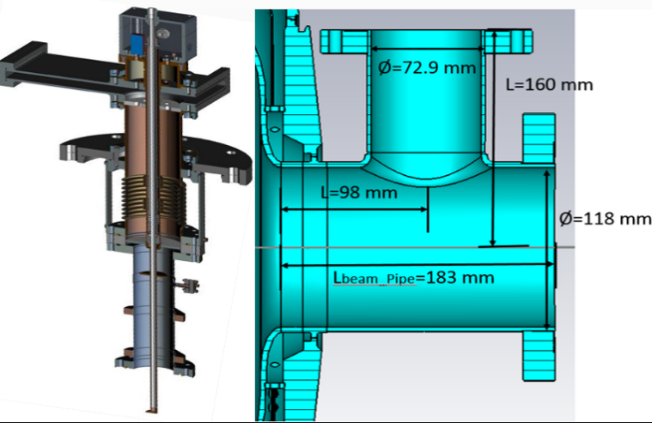 Ø=72.9 mm
L=160 mm
L=98 mm
Ø=118 mm
Lbeam_Pipe=183 mm